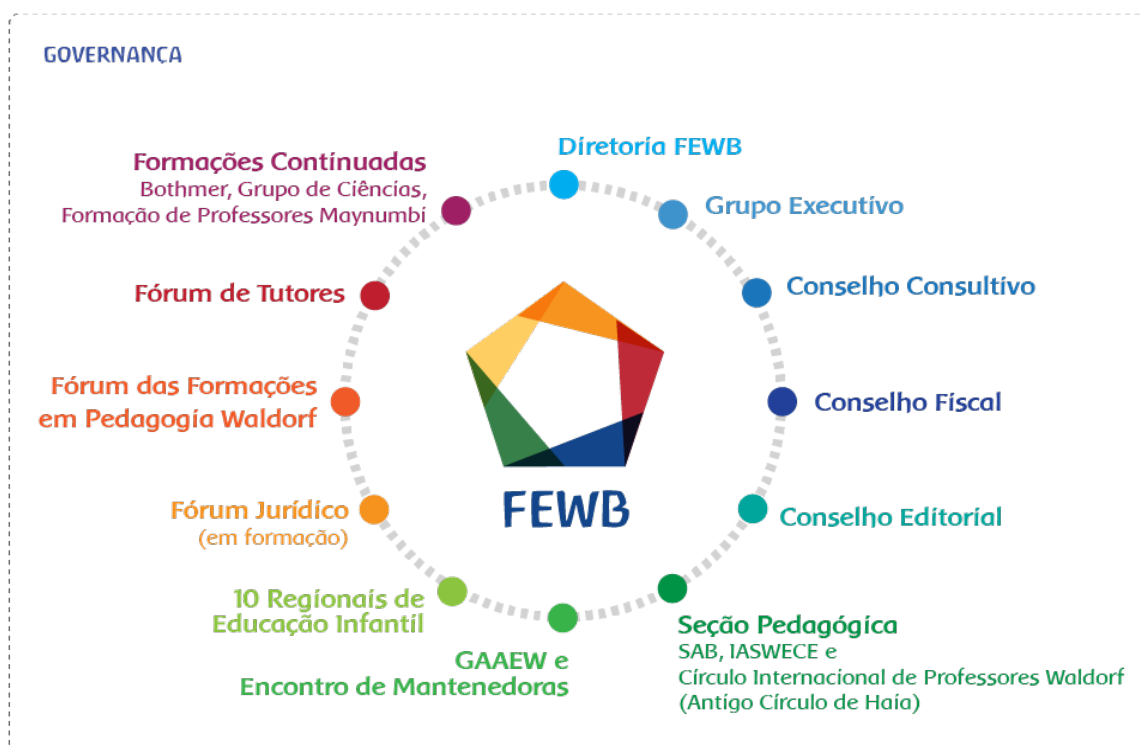 GOVERNANÇA
Diretoria FEWB
Grupo Executivo
Conselho Consultivo
Conselho Fiscal
Conselho Editorial
Seção Pedagógica
SAB, IASWECE e
Círculo Internacional de Professores Waldorf
(Antigo Círculo de Haia)
GAAEW e
Encontro de Mantenedoras
10 Regionais de
Educação Infantil
Fórum Jurídico
(em formação)
Fórum das Formações
em Pedagogia Waldorf
Fórum de Tutores
Formações Continuadas
Bothmer, Grupo de Ciências,
Formação de Professores Maynumbi
FEWB